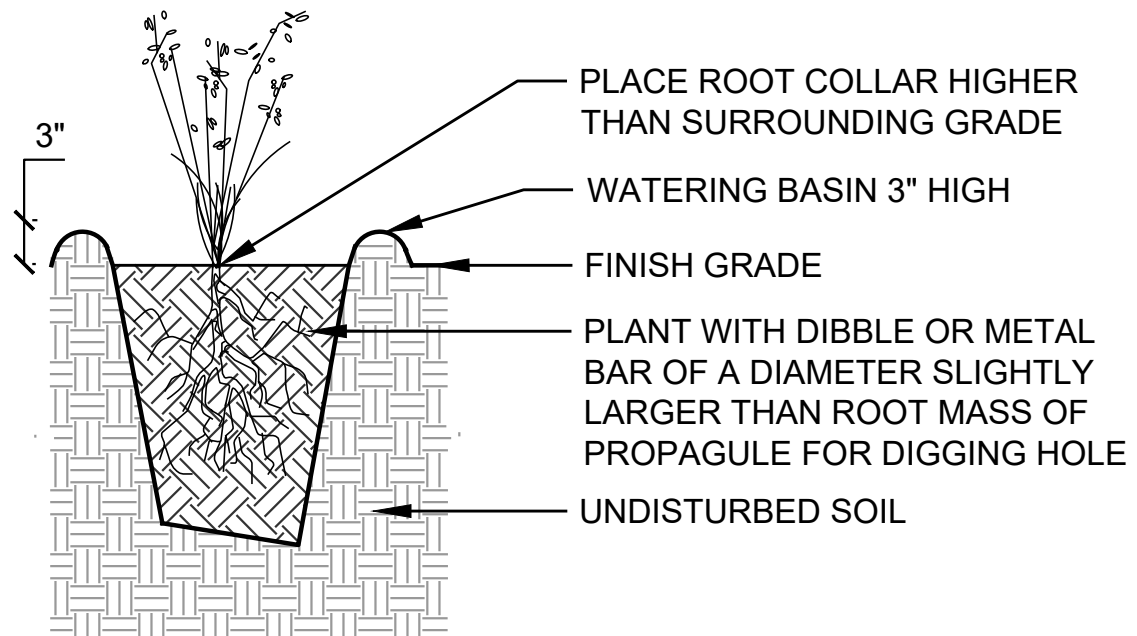 3"
PLACE ROOT COLLAR HIGHER
THAN SURROUNDING GRADE
WATERING BASIN 3" HIGH
FINISH GRADE
PLANT WITH DIBBLE OR METAL
BAR OF A DIAMETER SLIGHTLY
LARGER THAN ROOT MASS OF
PROPAGULE FOR DIGGING HOLE
UNDISTURBED SOIL